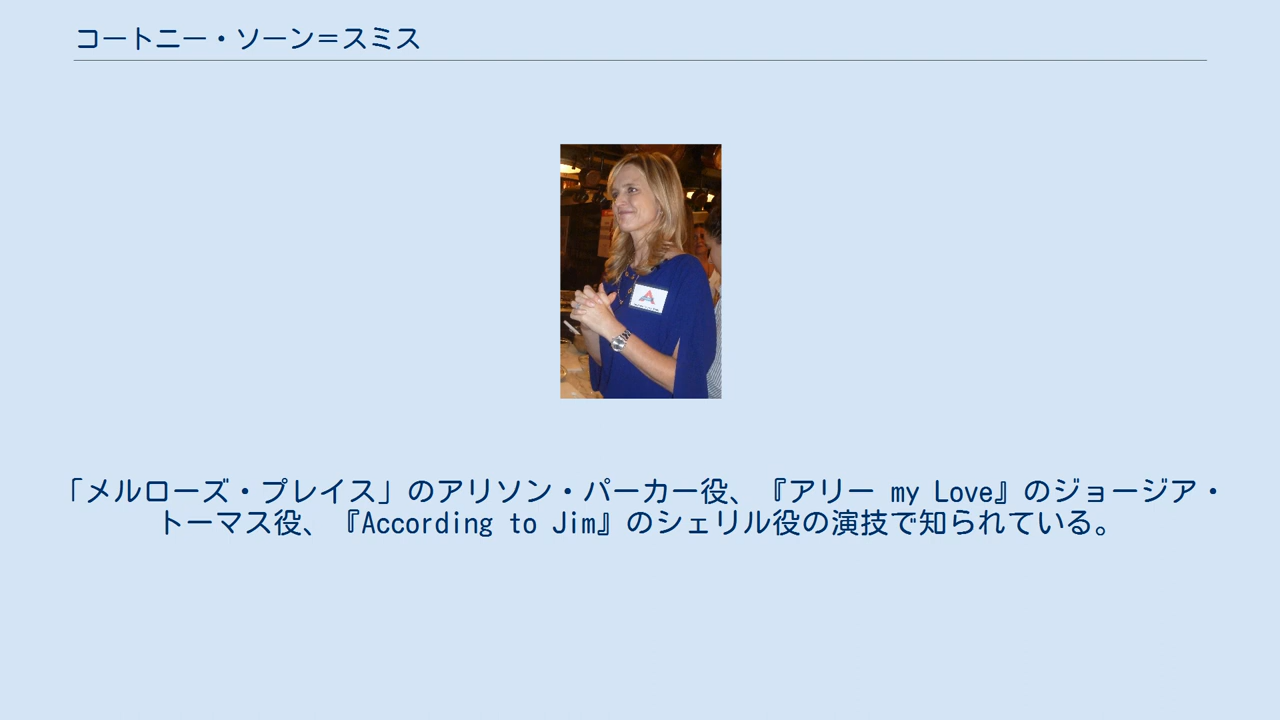 コートニー・ソーン＝スミス
「メルローズ・プレイス」のアリソン・パーカー役、『アリー my Love』のジョージア・
トーマス役、『According to Jim』のシェリル役の演技で知られている。